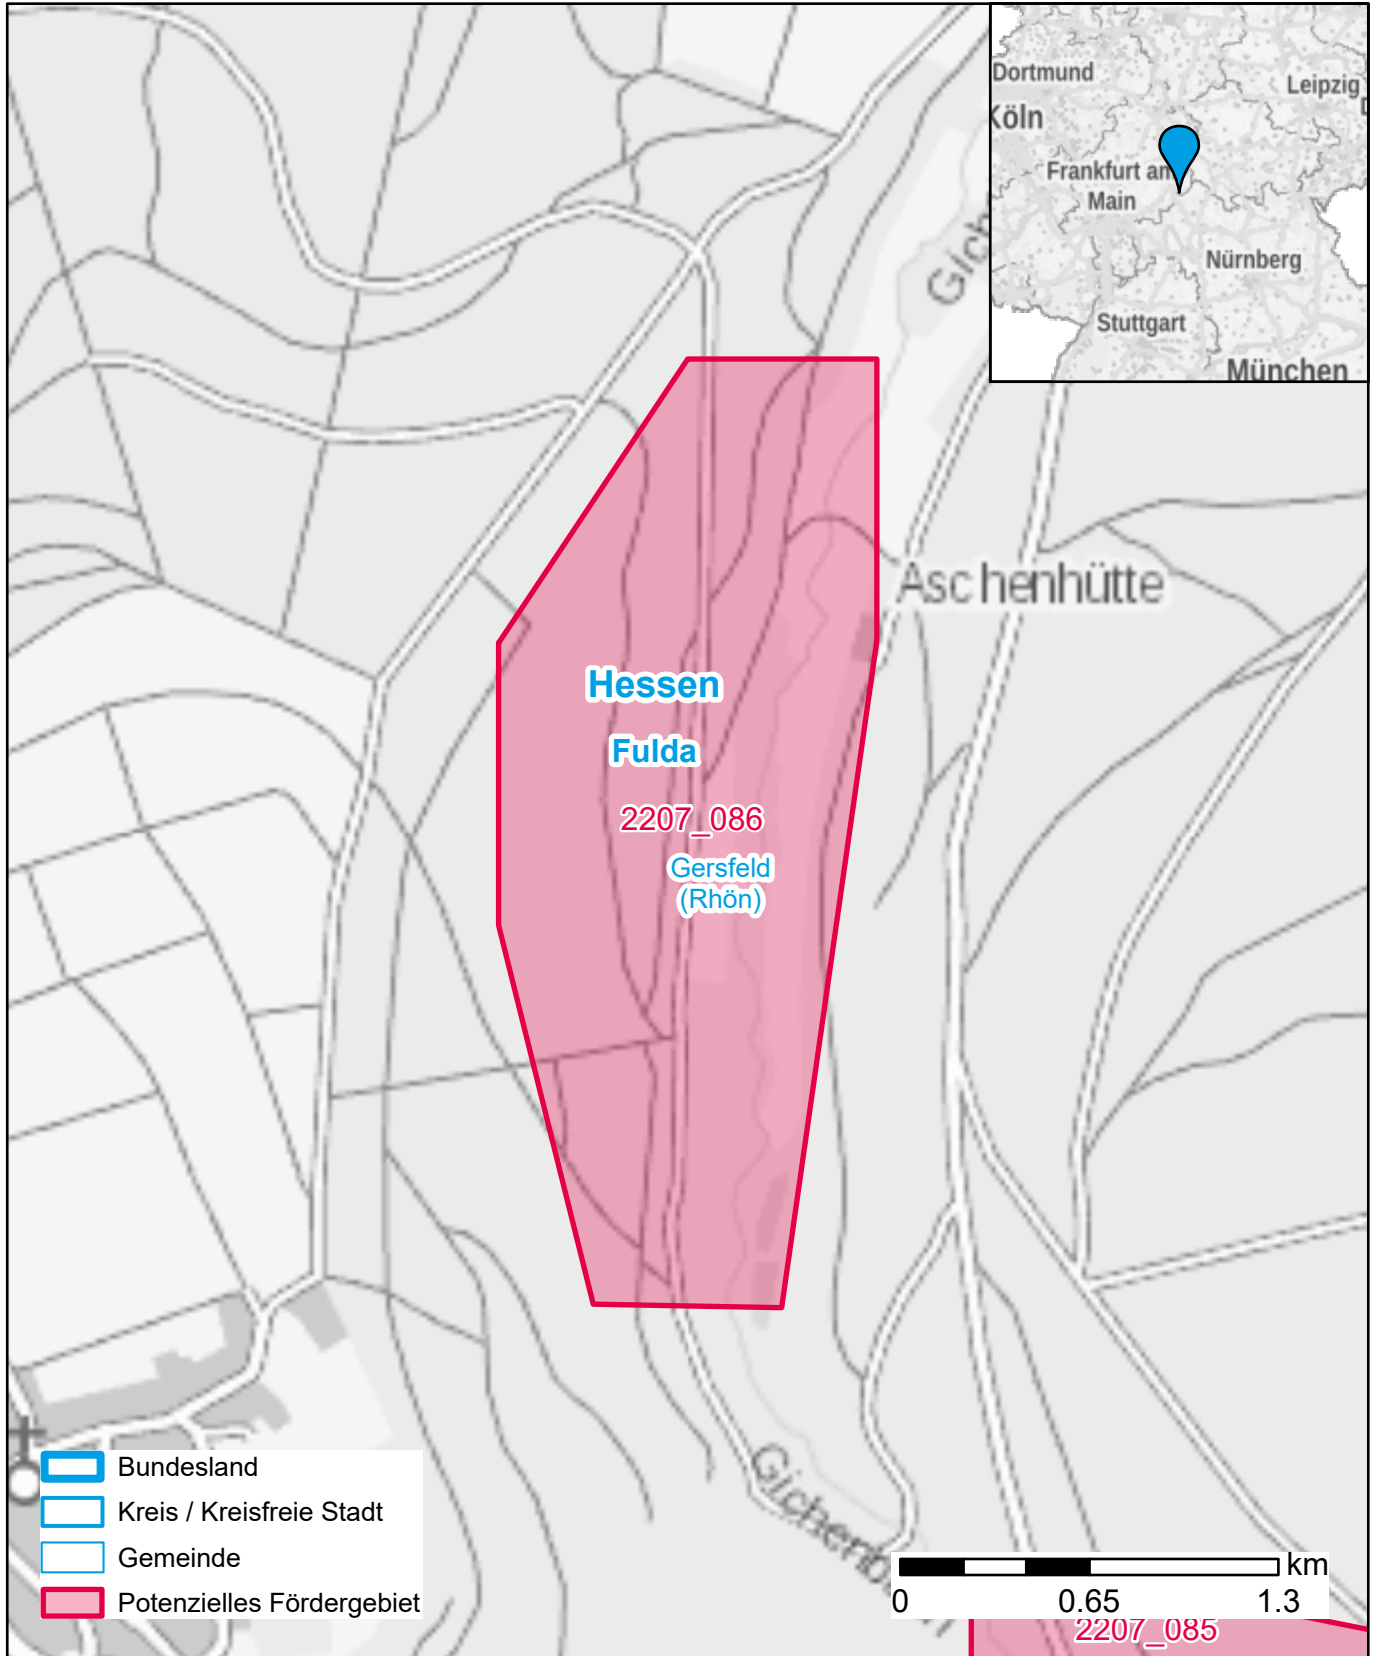 Dortmund
Leipzig
Köln
Frankfurt am
Main
Nürnberg
Stuttgart
München
Aschenhütte
Hessen
Fulda
2207_086
Gersfeld
(Rhön)
Bundesland
Kreis / Kreisfreie Stadt
Gemeinde
Potenzielles Fördergebiet
km
0 0.65 1.3
2207_085